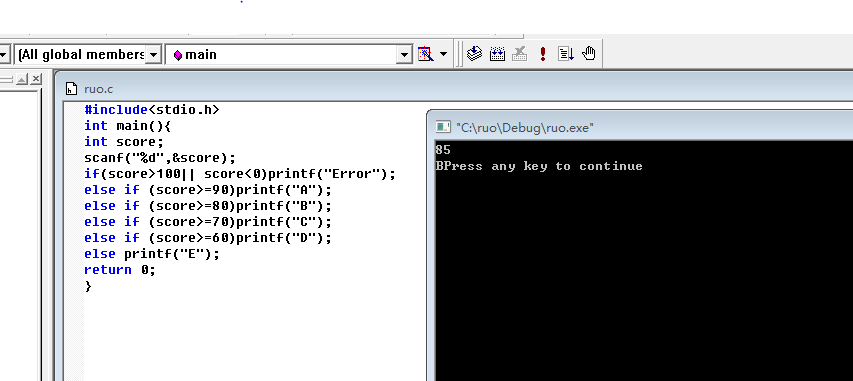 (All global members
main
ruo.c
#include<stdio.h>
int main(){
int score;
scanf("%d",&score);
if(score>100|| score<0)printf("Error");
else if (score>=90)printf("A");
else if (score>=80)printf("B");
else if (score>=70)printf("C");
else if (score>=60)printf("D");
else printf("E");
return 0;
}
"C:\ruo\Debug\ruo.exe"
85
BPress any key to continue